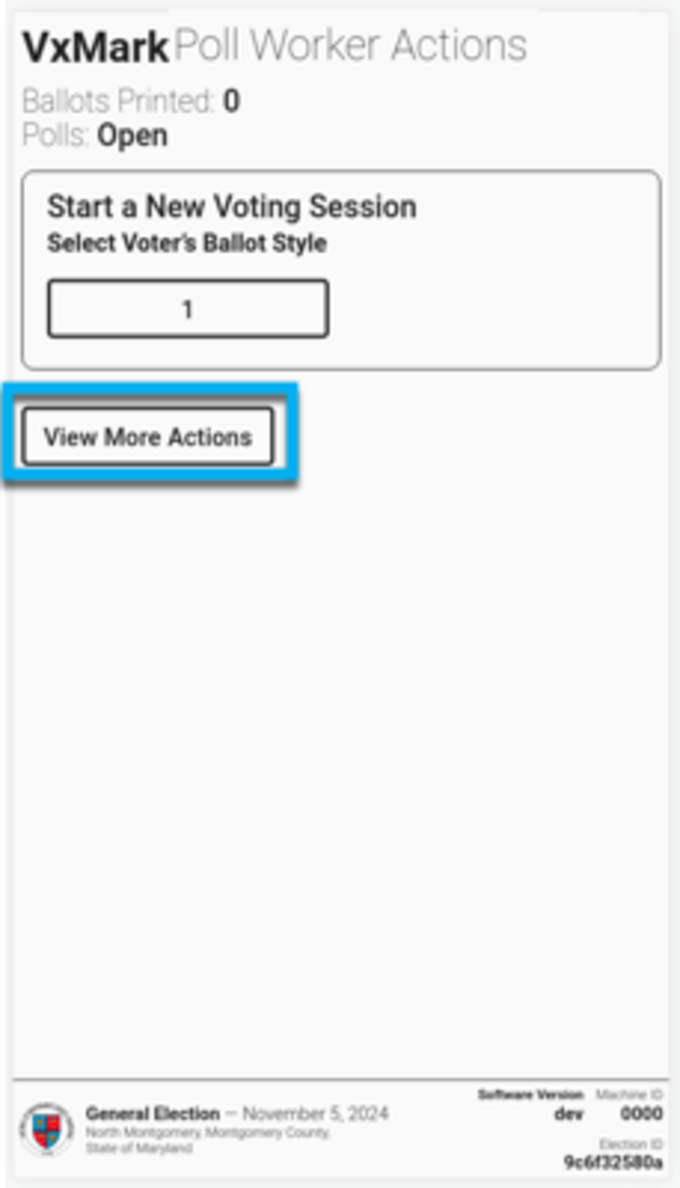 VxMark Poll Worker Actions
Ballots Printed: 0
Polls: Open
Start a New Voting Session
Select Voter's Ballot Style
1
View More Actions
General Election — November 5, 2024
North Montgomery, Montgomery County,
State of Maryland
Software Version Machine ID
dev 0000
Election ID
9c6f32580a